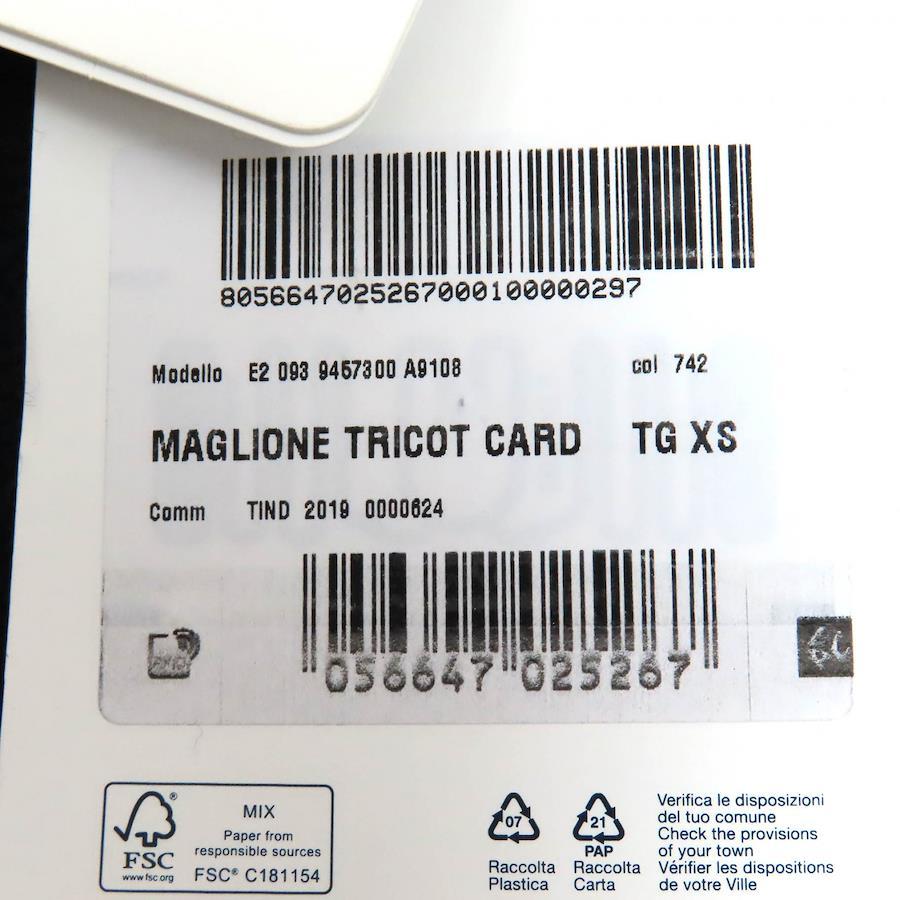 8056647025267000100000297
Modello E2 093 9457300 A9108 col 742
MAGLIONE TRICOT CARD TG XS
Comm TIND 2019 0000624
056647 025267
FSC®
www.fsc.org
MIX
Paper from
responsible sources
FSC® C181154
07
Raccolta
Plastica
21
PAP
Raccolta
Carta
Verifica le disposizioni
del tuo comune
Check the provisions
of your town
Vérifier les dispositions
de votre Ville